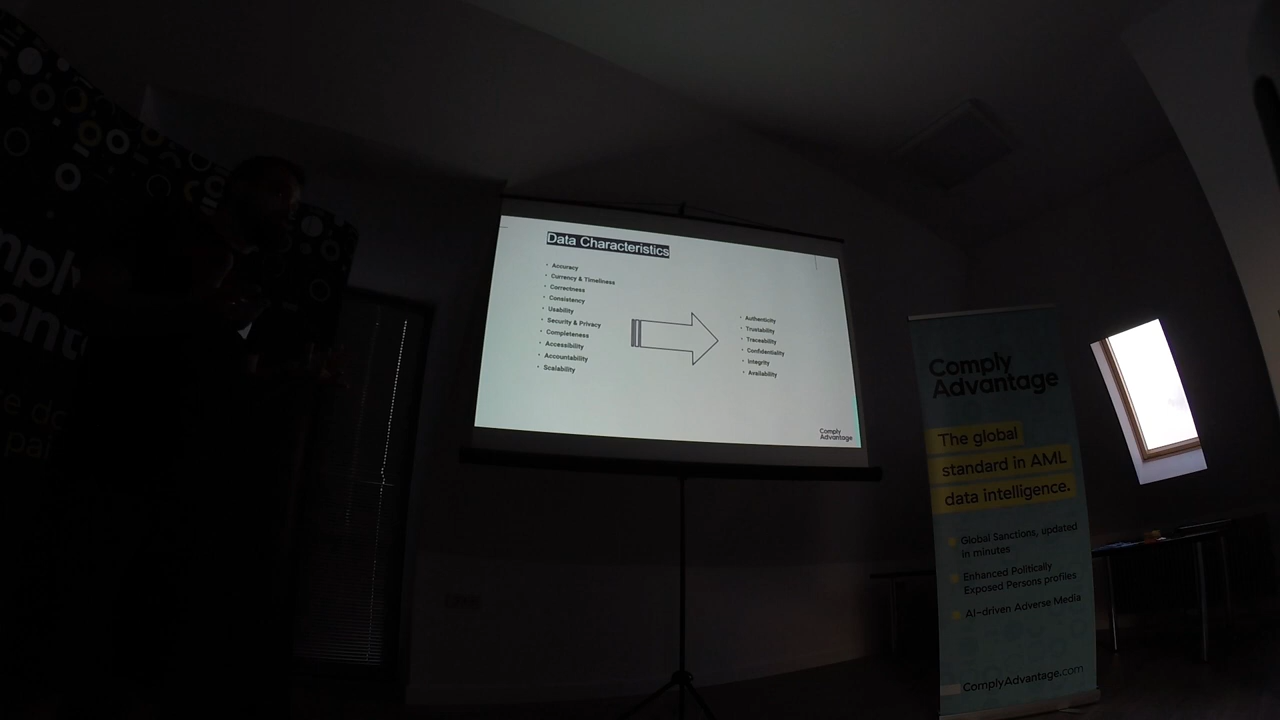 Data Characteristics
Accuracy
Currency & Timeliness
Correctness
Consistency
Usability
Security & Privacy
Completeness
Accessibility
Accountability
Scalability
Authenticity
Trustability
Traceability
Confidentiality
Integrity
Availability
Comply
Advantage
Comply
Advantage
The global
standard in AML
data intelligence.
Global Sanctions, updated
in minutes
Enhanced Politically
Exposed Persons profiles
AI-driven Adverse Media
ComplyAdvantage.com